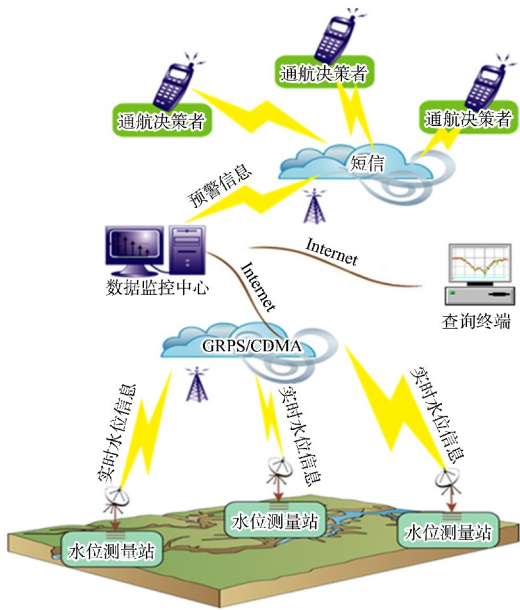 通航决策者
通航决策者
通航决策者
短信
预警信息
Internet
数据监控中心
Internet
查询终端
GRPS/CDMA
实时水位信息
实时水位信息
实时水位信息
水位测量站
水位测量站
水位测量站